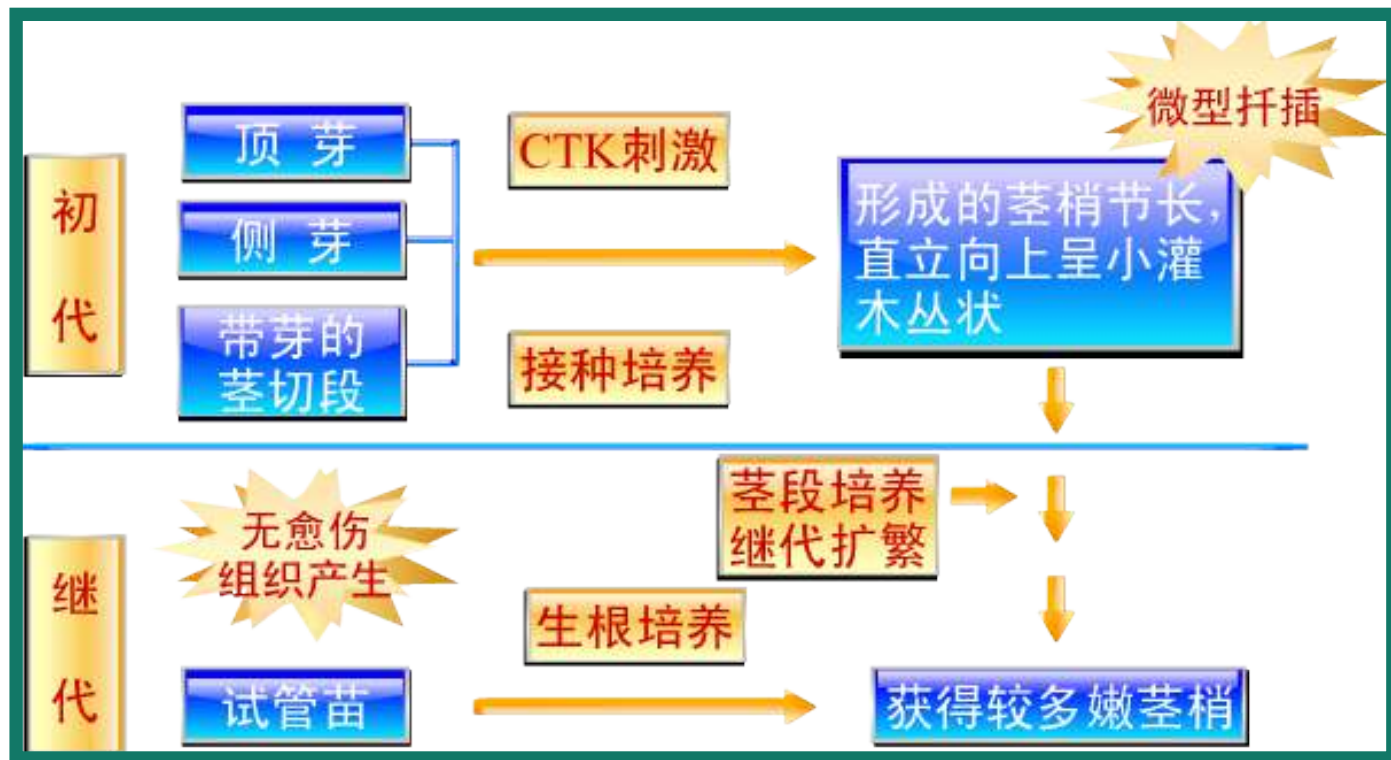 微型扦插
初
代
顶 芽
侧 芽
带芽的
茎切段
CTK刺激
接种培养
形成的茎梢节长，
直立向上呈小灌
木丛状
继
代
无愈伤
组织产生
茎段培养
继代扩繁
生根培养
试管苗
获得较多嫩茎梢